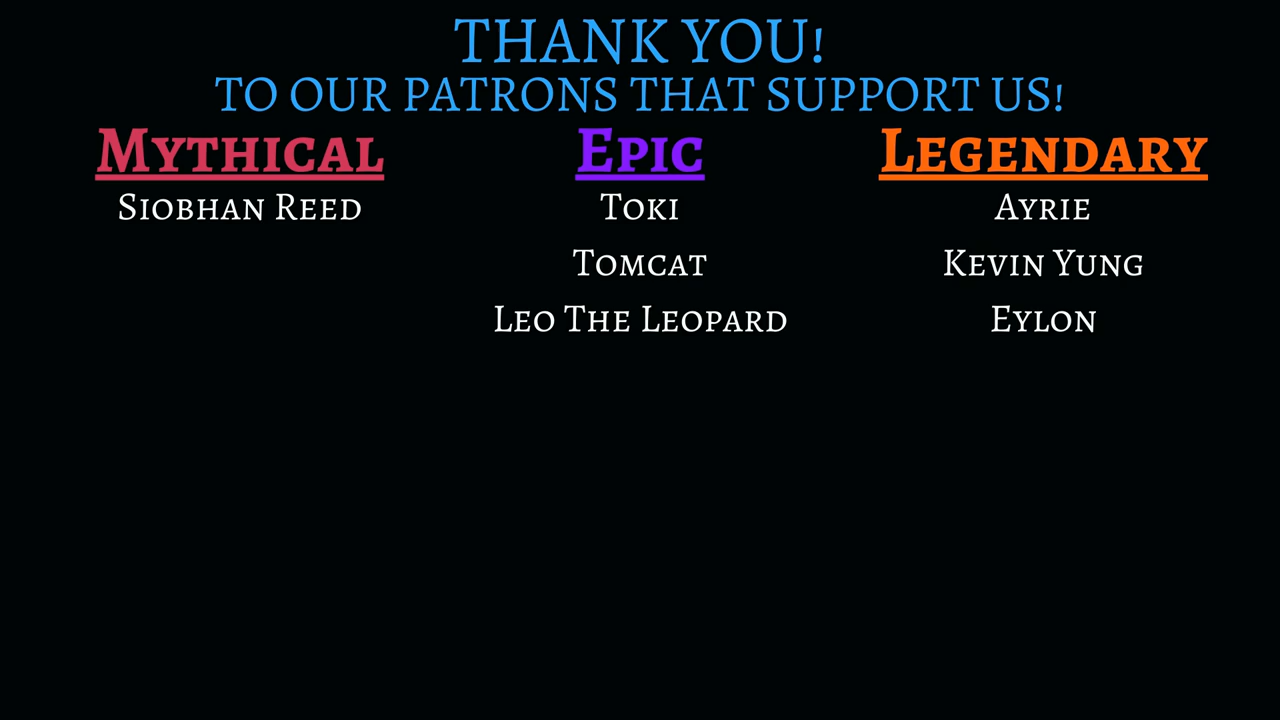 THANK YOU!
TO OUR PATRONS THAT SUPPORT US!
Mythical
Siobhan Reed
Epic
Toki
Tomcat
Leo The Leopard
Legendary
Ayrie
Kevin Yung
Eylon